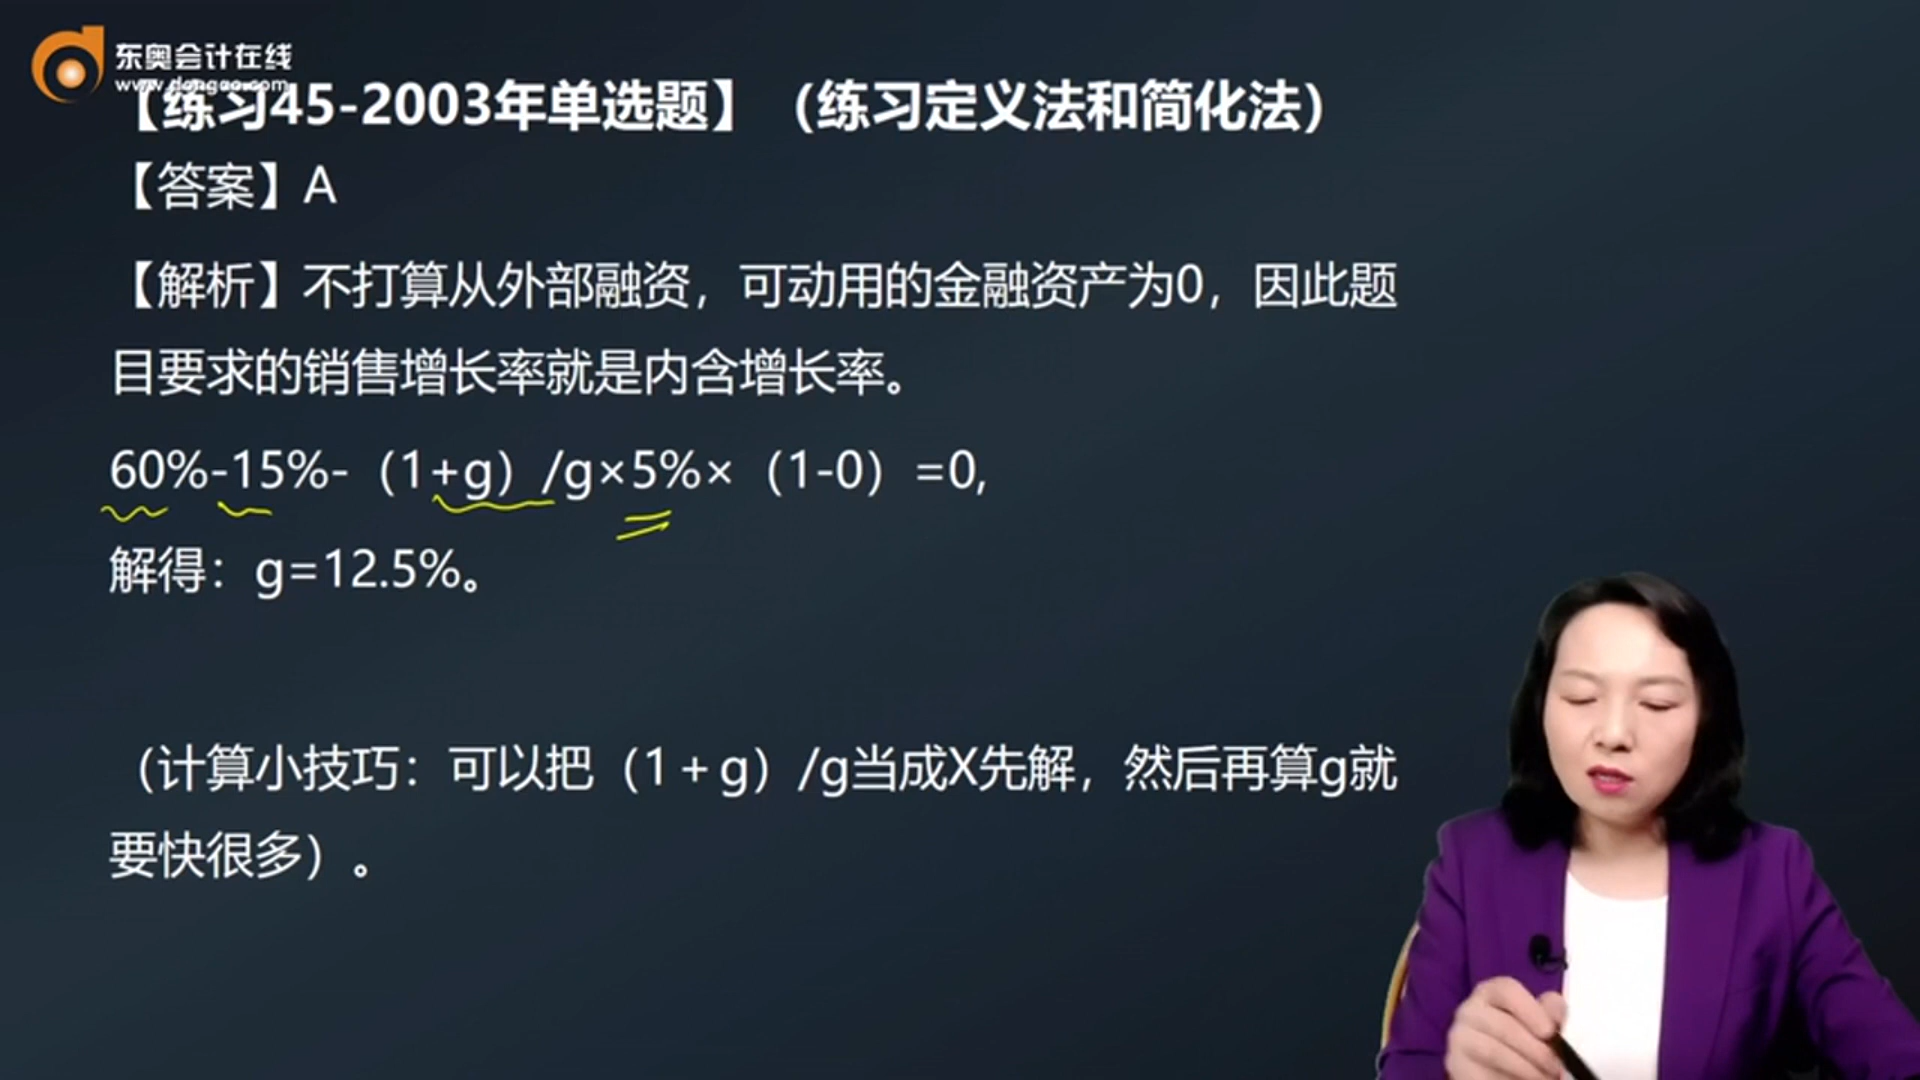 东奥会计在线
www.dongao.com
【练习45-2003年单选题】（练习定义法和简化法）
【答案】A
【解析】不打算从外部融资，可动用的金融资产为0，因此题
目要求的销售增长率就是内含增长率。
60%-15%-（1+g）/g×5%×（1-0）=0,
解得：g=12.5%。
（计算小技巧：可以把（1+g）/g当成X先解，然后再算g就
要快很多）。